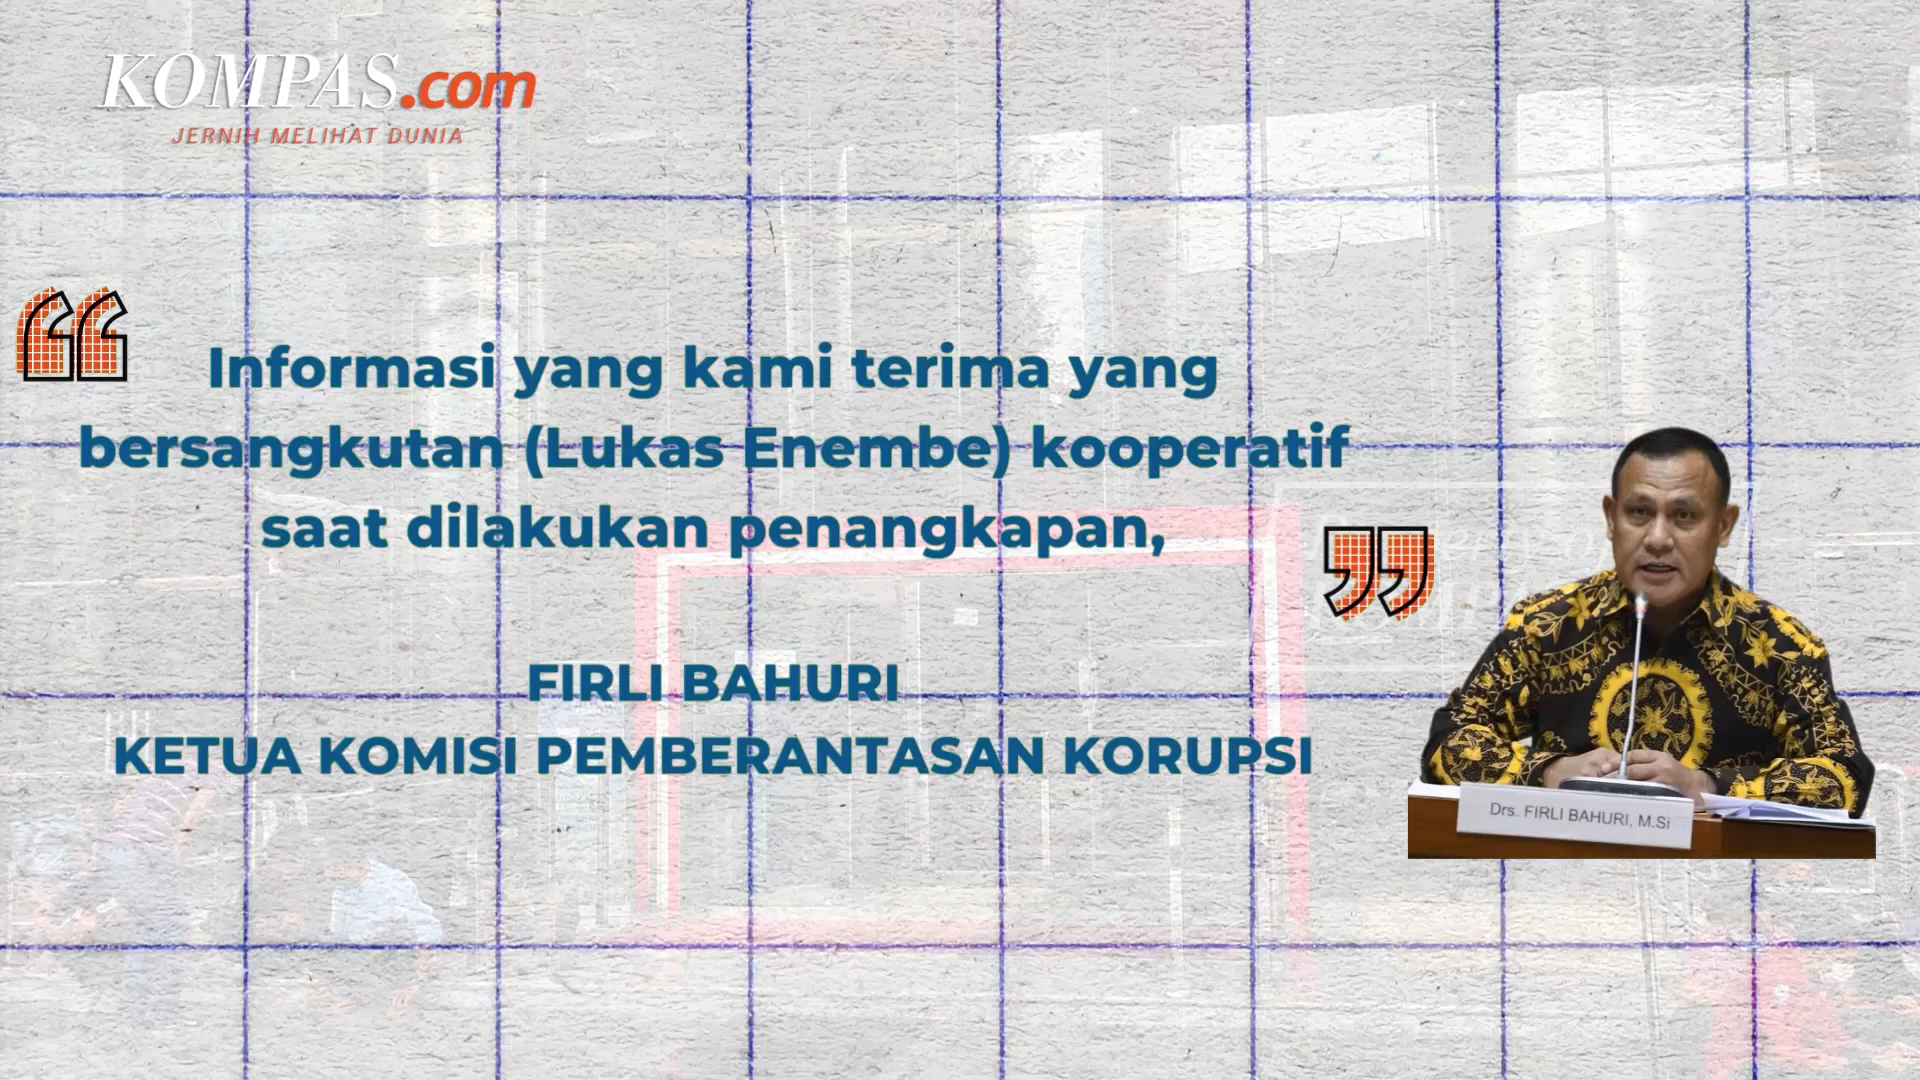 KOMPAS.com
JERNIH MELIHAT DUNIA
Informasi yang kami terima yang
bersangkutan (Lukas Enembe) kooperatif
saat dilakukan penangkapan,
FIRLI BAHURI
KETUA KOMISI PEMBERANTASAN KORUPSI
Drs. FIRLI BAHURI, M.Si